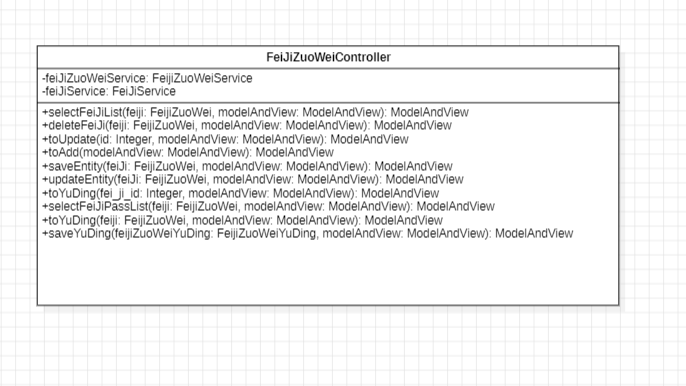 FeiJiZuoWeiController
-feiJiZuoWeiService: FeijiZuoWeiService
-feiJiService: FeiJiService
+selectFeiJiList(feiji: FeijiZuoWei, modelAndView: ModelAndView): ModelAndView
+deleteFeiJi(feiji: FeijiZuoWei, modelAndView: ModelAndView): ModelAndView
+toUpdate(id: Integer, modelAndView: ModelAndView): ModelAndView
+toAdd(modelAndView: ModelAndView): ModelAndView
+saveEntity(feiJi: FeijiZuoWei, modelAndView: ModelAndView): ModelAndView
+updateEntity(feiJi: FeijiZuoWei, modelAndView: ModelAndView): ModelAndView
+toYuDing(fei_ji_id: Integer, modelAndView: ModelAndView): ModelAndView
+selectFeiJiPassList(feiji: FeijiZuoWei, modelAndView: ModelAndView): ModelAndView
+toYuDing(feiji: FeijiZuoWei, modelAndView: ModelAndView): ModelAndView
+saveYuDing(feijiZuoWeiYuDing: FeijiZuoWeiYuDing, modelAndView: ModelAndView): ModelAndView